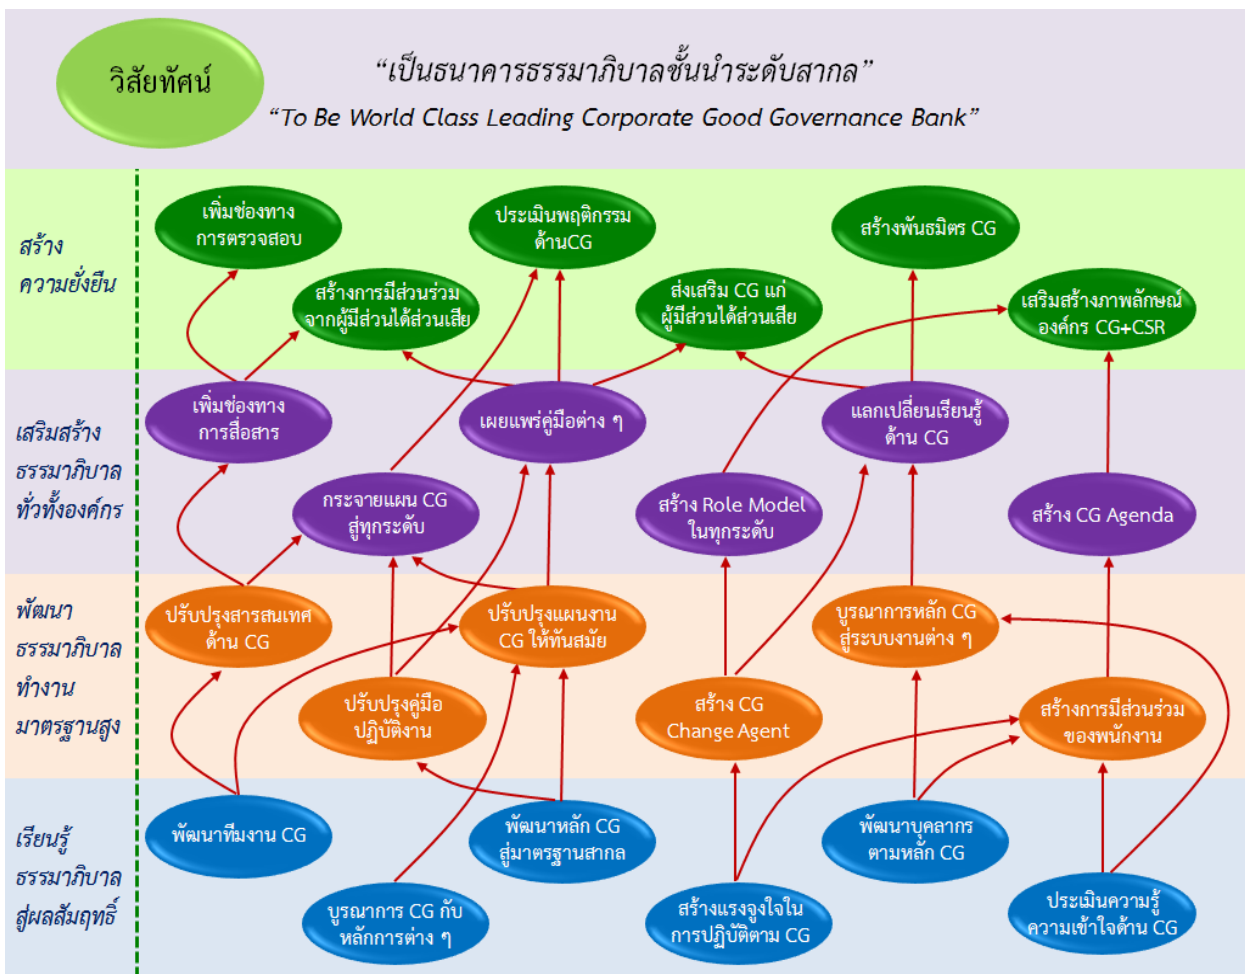 วิสัยทัศน์
“เป็นธนาคารธรรมาภิบาลชั้นนำระดับสากล”
“To Be World Class Leading Corporate Good Governance Bank”
สร้าง
ความยั่งยืน
เพิ่มช่องทาง
การตรวจสอบ
ประเมินพฤติกรรม
ด้านCG
สร้างพันธมิตร CG
สร้างการมีส่วนร่วม
จากผู้มีส่วนได้ส่วนเสีย
ส่งเสริม CG แก่
ผู้มีส่วนได้ส่วนเสีย
เสริมสร้างภาพลักษณ์
องค์กร CG+CSR
เสริมสร้าง
ธรรมาภิบาล
ทั่วทั้งองค์กร
เพิ่มช่องทาง
การสื่อสาร
เผยแพร่คู่มือต่าง ๆ
แลกเปลี่ยนเรียนรู้
ด้าน CG
กระจายแผน CG
สู่ทุกระดับ
สร้าง Role Model
ในทุกระดับ
สร้าง CG Agenda
พัฒนา
ธรรมาภิบาล
ทำงาน
มาตรฐานสูง
ปรับปรุงสารสนเทศ
ด้าน CG
ปรับปรุงแผนงาน
CG ให้ทันสมัย
บูรณาการหลัก CG
สู่ระบบงานต่าง ๆ
ปรับปรุงคู่มือ
ปฏิบัติงาน
สร้าง CG
Change Agent
สร้างการมีส่วนร่วม
ของพนักงาน
เรียนรู้
ธรรมาภิบาล
สู่ผลสัมฤทธิ์
พัฒนาทีมงาน CG
พัฒนาหลัก CG
สู่มาตรฐานสากล
พัฒนาบุคลากร
ตามหลัก CG
บูรณาการ CG กับ
หลักการต่าง ๆ
สร้างแรงจูงใจใน
การปฏิบัติตาม CG
ประเมินความรู้
ความเข้าใจด้าน CG